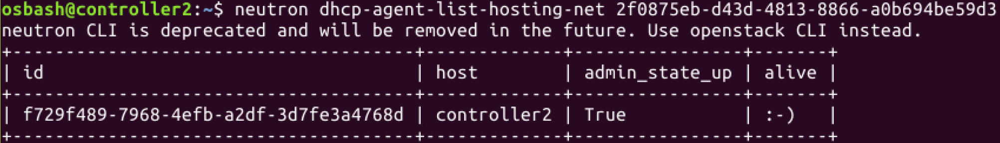 osbash@controller2:~$ neutron dhcp-agent-list-hosting-net 2f0875eb-d43d-4813-8866-a0b694be59d3
neutron CLI is deprecated and will be removed in the future. Use openstack CLI instead.
+--------------------------------------+-------------+----------------+-------+
| id                                   | host        | admin_state_up | alive |
+--------------------------------------+-------------+----------------+-------+
| f729f489-7968-4efb-a2df-3d7fe3a4768d | controller2 | True           | :-)   |
+--------------------------------------+-------------+----------------+-------+